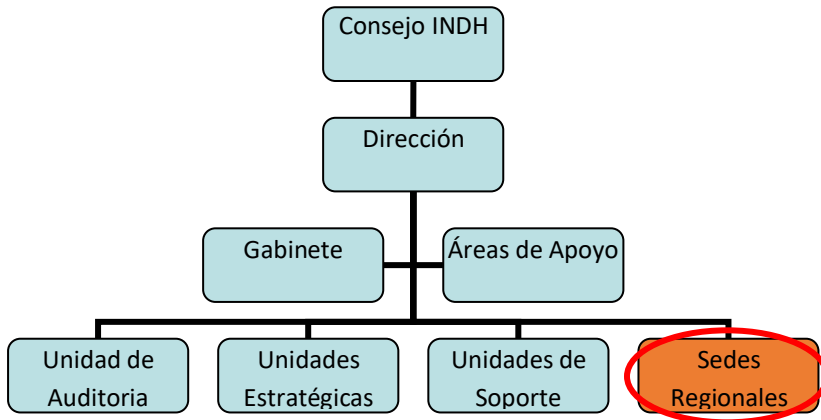 Consejo INDH
Dirección
Gabinete
Áreas de Apoyo
Unidad de
Auditoria
Unidades
Estratégicas
Unidades de
Soporte
Sedes
Regionales